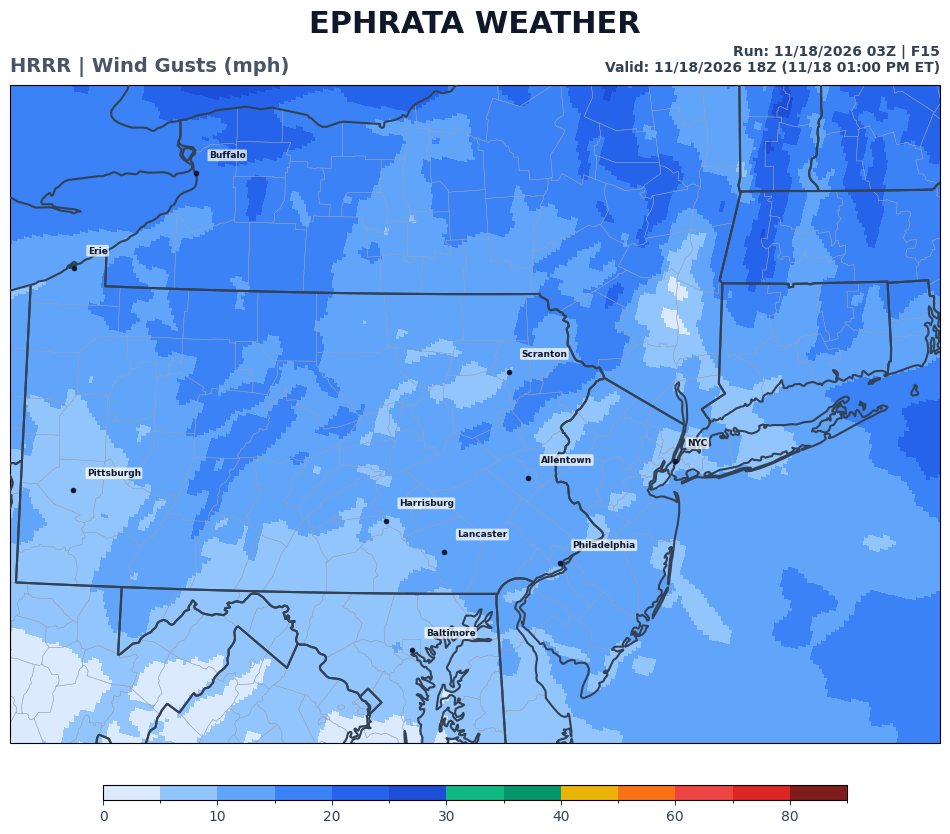 EPHRATA WEATHER
HRRR | Wind Gusts (mph)
Run: 11/18/2026 03Z | F15
Valid: 11/18/2026 18Z (11/18 01:00 PM ET)
Buffalo
Erie
Scranton
NYC
Allentown
Pittsburgh
Harrisburg
Lancaster
Philadelphia
Baltimore
0 10 20 30 40 60 80